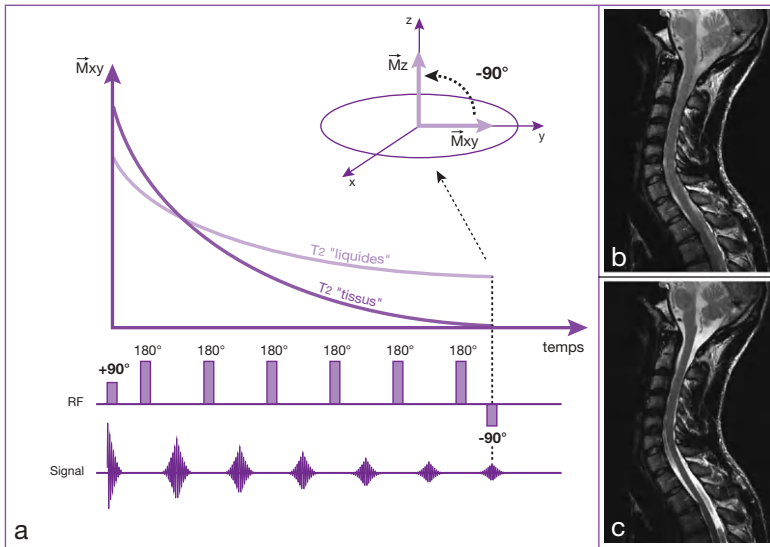 z
M⃗z
-90°
M⃗xy
y
x
M⃗xy
T2 "liquides"
T2 "tissus"
temps
+90°
180°
180°
180°
180°
180°
180°
RF
-90°
Signal
a
b
c